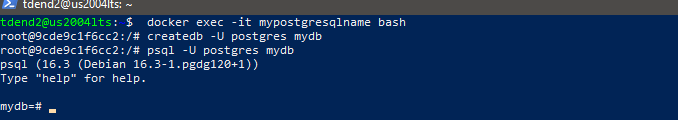 tdend2@us2004lts: ~
tdend2@us2004lts:~$ docker exec -it mypostgresqlname bash
root@9cde9c1f6cc2:/# createdb -U postgres mydb
root@9cde9c1f6cc2:/# psql -U postgres mydb
psql (16.3 (Debian 16.3-1.pgdg120+1))
Type "help" for help.
mydb=#